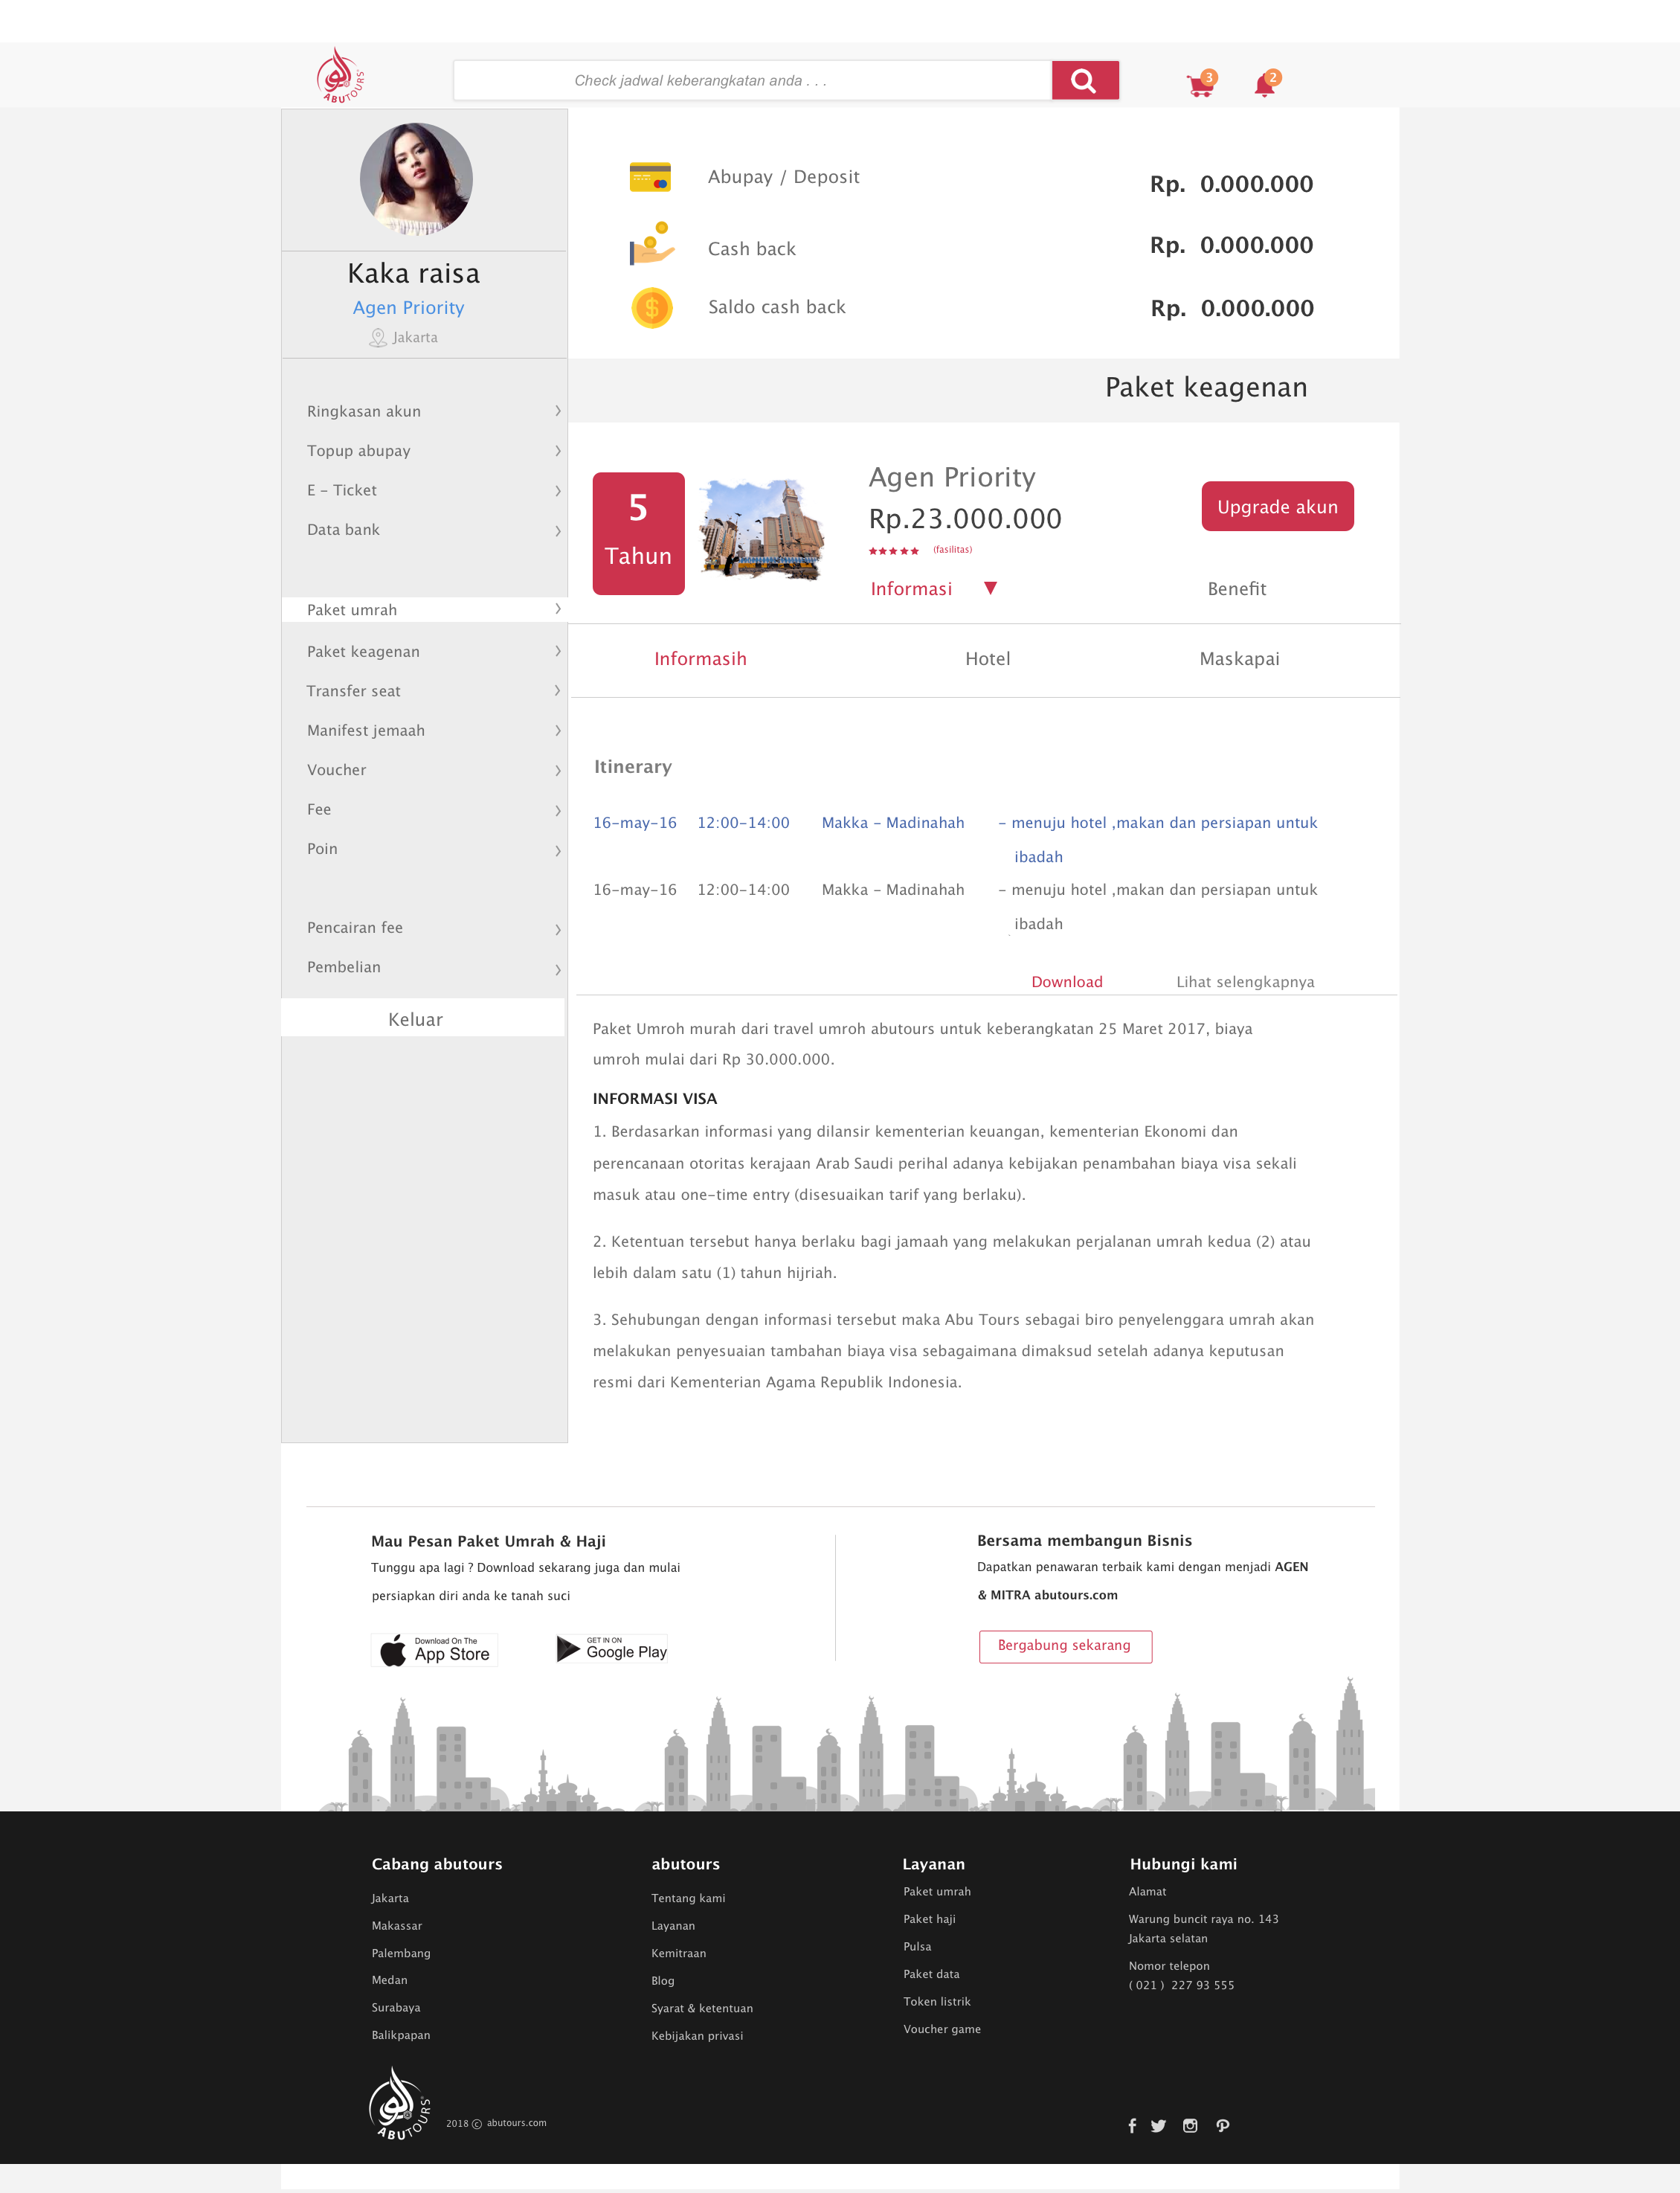 ABUTOURS
Check jadwal keberangkatan anda . . .
3
2
Kaka raisa
Agen Priority
Jakarta
Ringkasan akun
Topup abupay
E - Ticket
Data bank
Paket umrah
Paket keagenan
Transfer seat
Manifest jemaah
Voucher
Fee
Poin
Pencairan fee
Pembelian
Keluar
Abupay / Deposit Rp. 0.000.000
Cash back Rp. 0.000.000
Saldo cash back Rp. 0.000.000
Paket keagenan
5
Tahun
Agen Priority
Rp.23.000.000
(fasilitas)
Upgrade akun
Informasi ▼ Benefit
Informasih Hotel Maskapai
Itinerary
16-may-16 12:00-14:00 Makka - Madinahah - menuju hotel ,makan dan persiapan untuk
ibadah
16-may-16 12:00-14:00 Makka - Madinahah - menuju hotel ,makan dan persiapan untuk
ibadah
Download Lihat selengkapnya
Paket Umroh murah dari travel umroh abutours untuk keberangkatan 25 Maret 2017, biaya
umroh mulai dari Rp 30.000.000.
INFORMASI VISA
1. Berdasarkan informasi yang dilansir kementerian keuangan, kementerian Ekonomi dan
perencanaan otoritas kerajaan Arab Saudi perihal adanya kebijakan penambahan biaya visa sekali
masuk atau one-time entry (disesuaikan tarif yang berlaku).
2. Ketentuan tersebut hanya berlaku bagi jamaah yang melakukan perjalanan umrah kedua (2) atau
lebih dalam satu (1) tahun hijriah.
3. Sehubungan dengan informasi tersebut maka Abu Tours sebagai biro penyelenggara umrah akan
melakukan penyesuaian tambahan biaya visa sebagaimana dimaksud setelah adanya keputusan
resmi dari Kementerian Agama Republik Indonesia.
Mau Pesan Paket Umrah & Haji
Tunggu apa lagi ? Download sekarang juga dan mulai
persiapkan diri anda ke tanah suci
Download On The
App Store
GET IN ON
Google Play
Bersama membangun Bisnis
Dapatkan penawaran terbaik kami dengan menjadi AGEN
& MITRA abutours.com
Bergabung sekarang
Cabang abutours
Jakarta
Makassar
Palembang
Medan
Surabaya
Balikpapan
abutours
Tentang kami
Layanan
Kemitraan
Blog
Syarat & ketentuan
Kebijakan privasi
Layanan
Paket umrah
Paket haji
Pulsa
Paket data
Token listrik
Voucher game
Hubungi kami
Alamat
Warung buncit raya no. 143
Jakarta selatan
Nomor telepon
( 021 ) 227 93 555
ABUTOURS
2018 © abutours.com